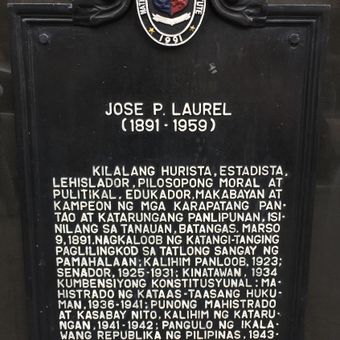 1991
JOSE P. LAUREL
(1891-1959)
KILALANG HURISTA, ESTADISTA,
LEHISLADOR, PILOSOPONG MORAL AT
PULITIKAL, EDUKADOR, MAKABAYAN AT
KAMPEON NG MGA KARAPATANG PAN-
TAO AT KATARUNGANG PANLIPUNAN, ISI-
NILANG SA TANAUAN, BATANGAS, MARSO
9, 1891. NAGKALOOB NG KATANGI-TANGING
PAGLILINGKOD SA TATLONG SANGAY NG
PAMAHALAAN; KALIHIM PANLOOB, 1923;
SENADOR, 1925-1931; KINATAWAN, 1934
KUMBENSIYONG KONSTITUSYUNAL; MA-
HISTRADO NG KATAAS-TAASANG HUKU-
MAN, 1936-1941; PUNONG MAHISTRADO
AT KASABAY NITO, KALIHIM NG KATARU-
NGAN, 1941-1942; PANGULO NG IKALA-
WANG REPUBLIKA NG PILIPINAS, 1943-